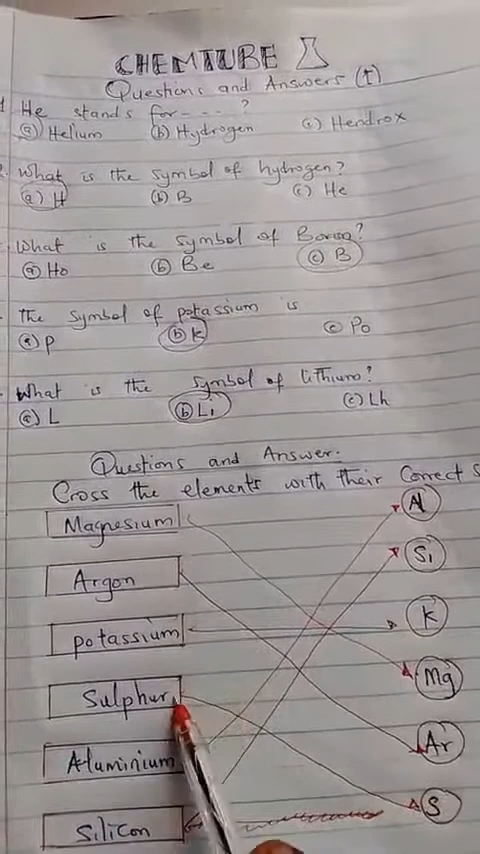 CHEMTUBE
Questions and Answers (1)
1 He stands for - - - - ?
(a) Helium (b) Hydrogen (c) Hendrox
What is the symbol of hydrogen?
(a) H (b) B (c) He
What is the symbol of Boron?
(a) Ho (b) Be (c) B
The symbol of potassium is
(a) P (b) K (c) Po
What is the symbol of lithium?
(a) L (b) Li (c) Lh
Questions and Answer.
Cross the elements with their Correct S
Magnesium Al
Argon Si
potassium K
Sulphur Mg
Aluminium Ar
Silicon S